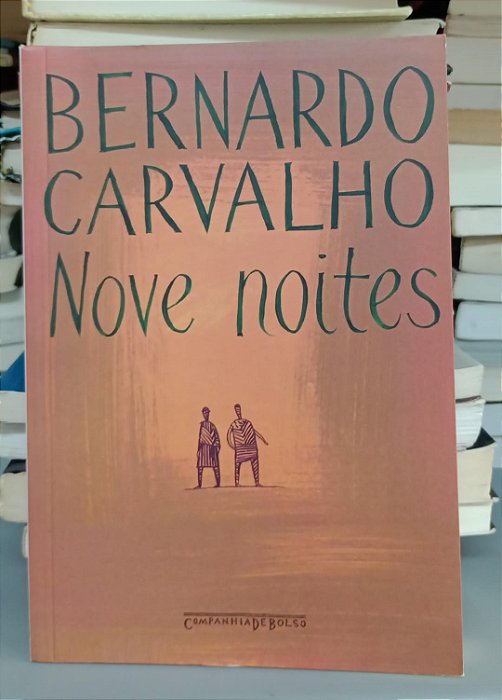 BERNARDO
CARVALHO
Nove noites
COMPANHIA DE BOLSO